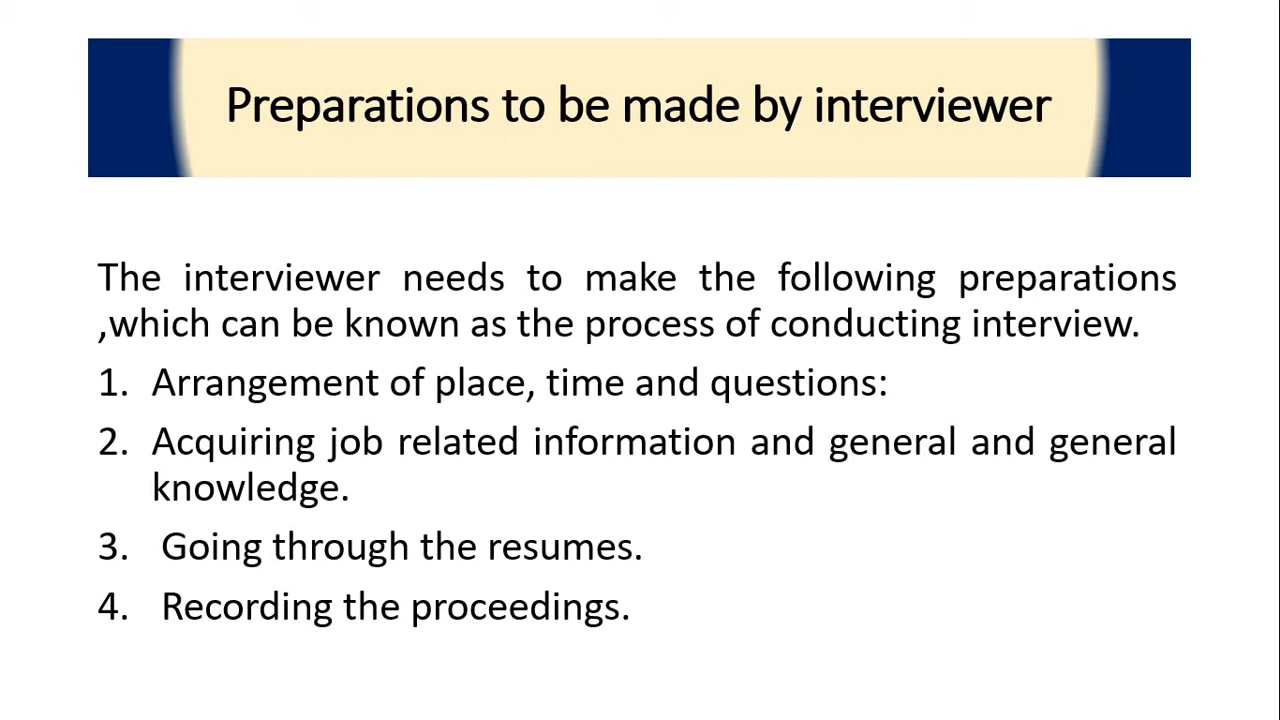 Preparations to be made by interviewer
The interviewer needs to make the following preparations
,which can be known as the process of conducting interview.
1. Arrangement of place, time and questions:
2. Acquiring job related information and general and general
knowledge.
3. Going through the resumes.
4. Recording the proceedings.